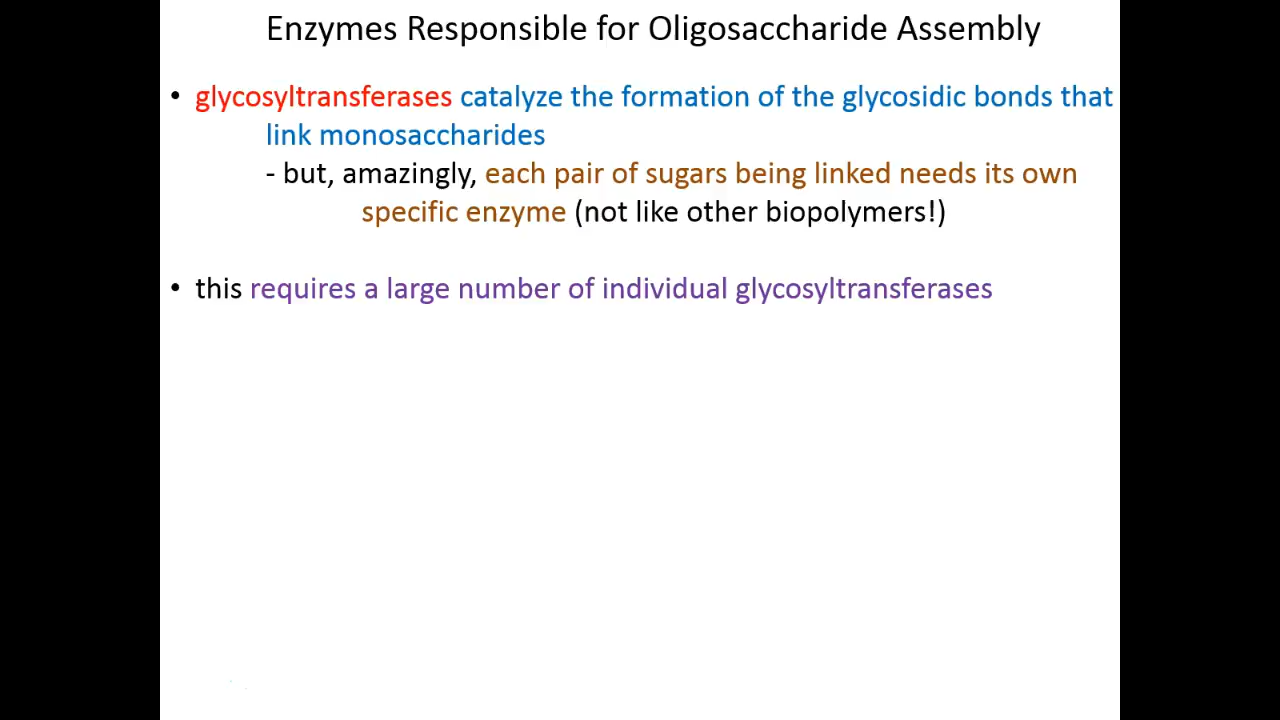 Enzymes Responsible for Oligosaccharide Assembly
• glycosyltransferases catalyze the formation of the glycosidic bonds that
link monosaccharides
- but, amazingly, each pair of sugars being linked needs its own
specific enzyme (not like other biopolymers!)
• this requires a large number of individual glycosyltransferases